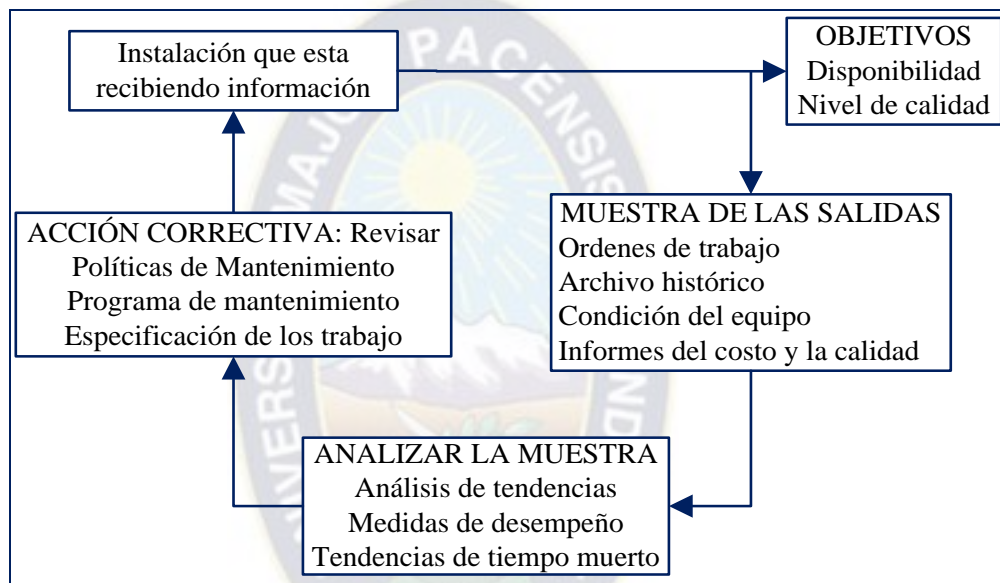 Instalación que esta
recibiendo información
OBJETIVOS
Disponibilidad
Nivel de calidad
MUESTRA DE LAS SALIDAS
Ordenes de trabajo
Archivo histórico
Condición del equipo
Informes del costo y la calidad
ACCIÓN CORRECTIVA: Revisar
Políticas de Mantenimiento
Programa de mantenimiento
Especificación de los trabajo
ANALIZAR LA MUESTRA
Análisis de tendencias
Medidas de desempeño
Tendencias de tiempo muerto
MAJO
PACENSIS